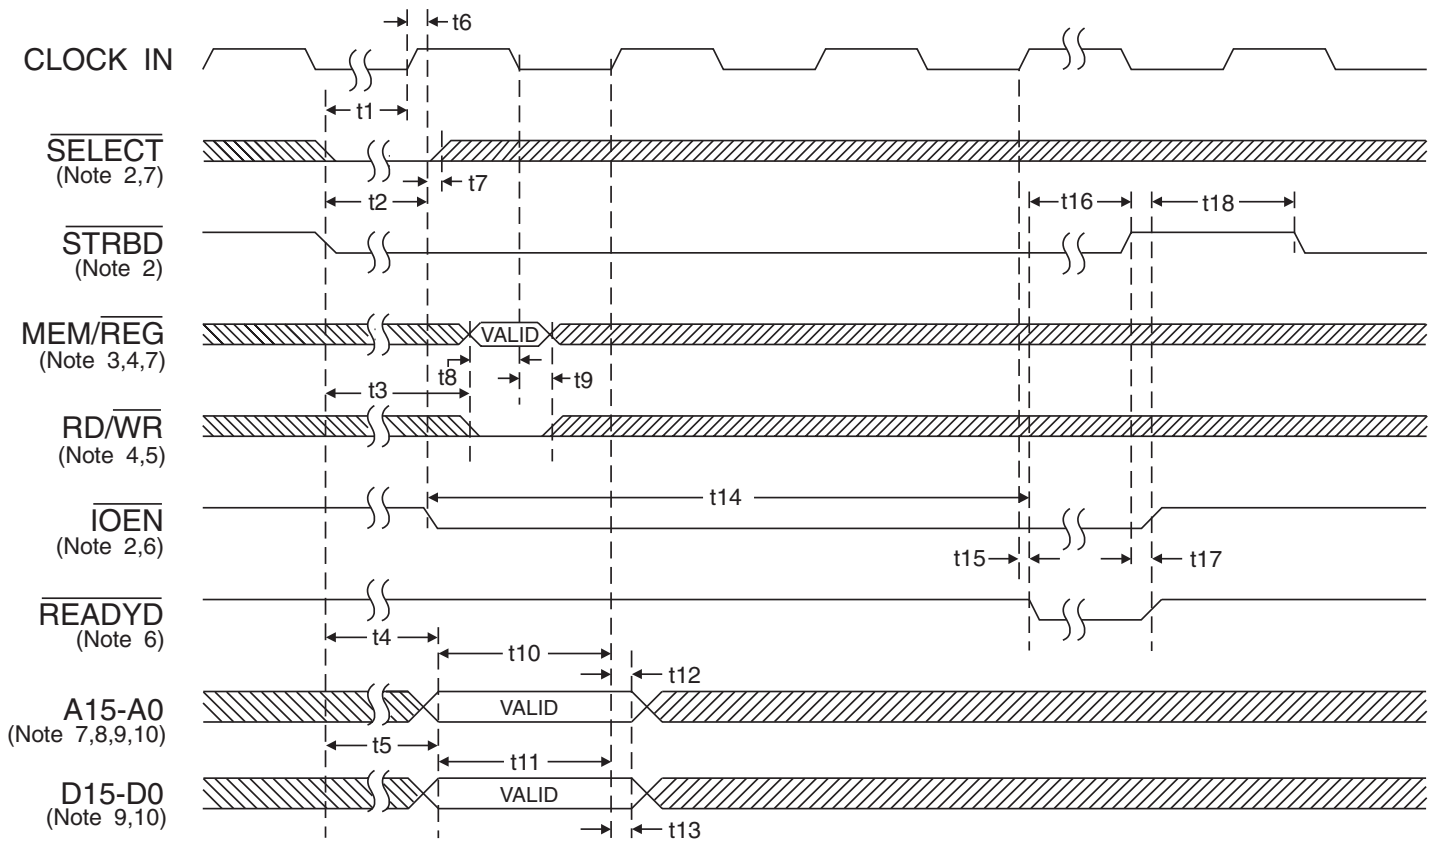 t6
CLOCK IN
t1
SELECT
(Note 2,7)
t7
t2
t16
t18
STRBD
(Note 2)
MEM/REG
VALID
(Note 3,4,7)
t8
t9
t3
RD/WR
(Note 4,5)
t14
IOEN
(Note 2,6)
t15
t17
READYD
(Note 6)
t4
t10
t12
A15-A0
VALID
(Note 7,8,9,10)
t5
t11
D15-D0
VALID
(Note 9,10)
t13